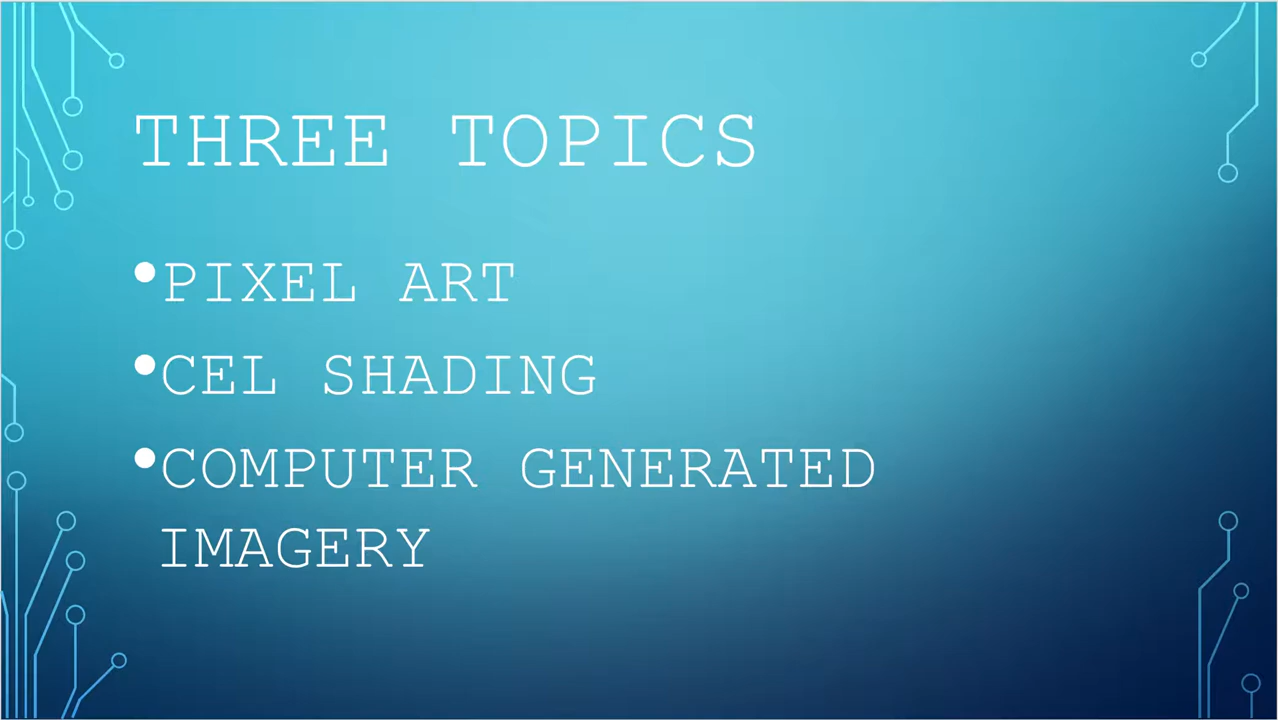 THREE TOPICS
•PIXEL ART
•CEL SHADING
•COMPUTER GENERATED
IMAGERY